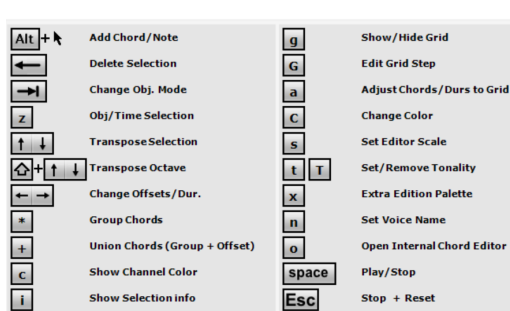 Alt + Add Chord/Note
Delete Selection
Change Obj. Mode
z Obj/Time Selection
Transpose Selection
+ Transpose Octave
Change Offsets/Dur.
* Group Chords
+ Union Chords (Group + Offset)
c Show Channel Color
i Show Selection info
g Show/Hide Grid
G Edit Grid Step
a Adjust Chords/Durs to Grid
C Change Color
s Set Editor Scale
t T Set/Remove Tonality
x Extra Edition Palette
n Set Voice Name
o Open Internal Chord Editor
space Play/Stop
Esc Stop + Reset